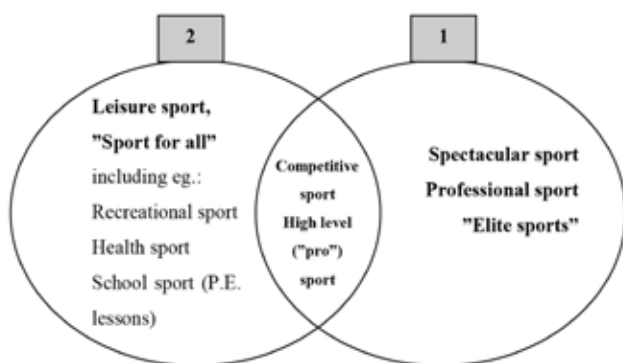 2
1
Leisure sport,
”Sport for all”
including eg.:
Recreational sport
Health sport
School sport (P.E.
lessons)
Competitive
sport
High level
(”pro”)
sport
Spectacular sport
Professional sport
”Elite sports”